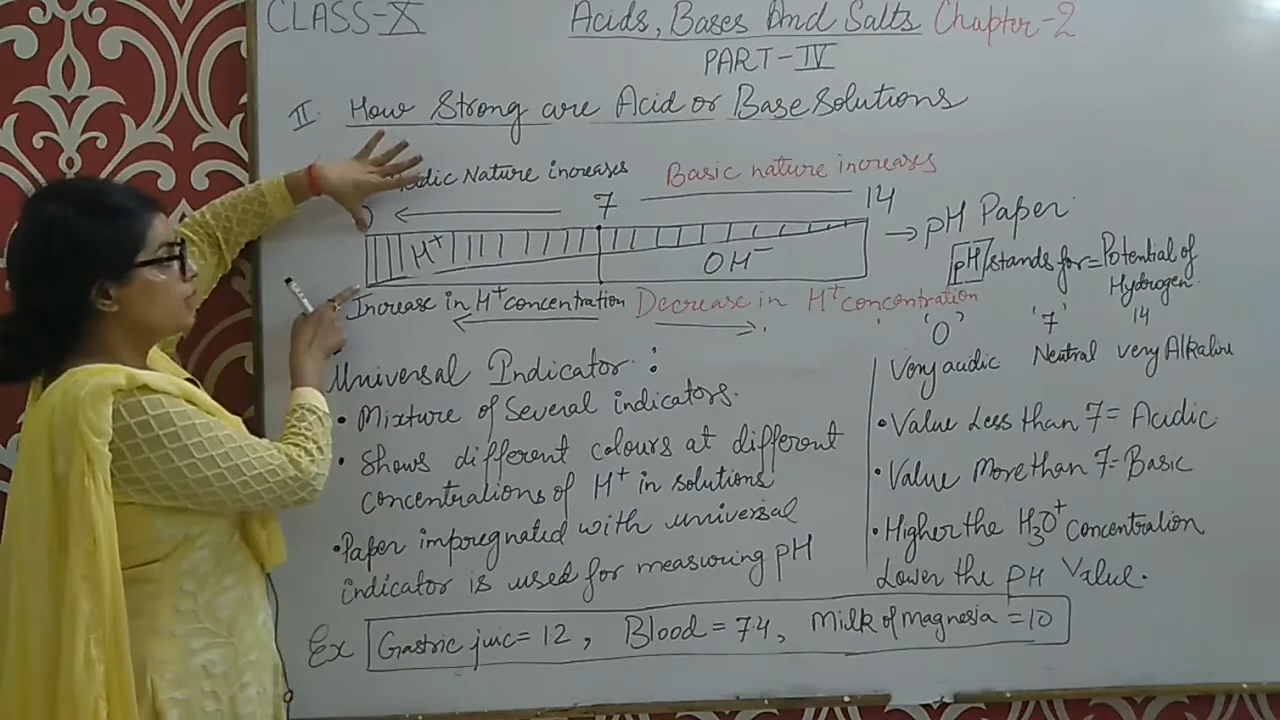 CLASS-X
Acids, Bases And Salts Chapter-2
PART-IV
II. How Strong are Acid or Base Solutions
Nature increases Basic nature increases
7 14
H⁺ OH⁻ → pH Paper
pH stands for = Potential of
Hydrogen.
Increase in H⁺ concentration Decrease in H⁺ concentration
'0' '7' 14
Very acidic Neutral very Alkaline
Universal Indicator :
• Mixture of Several indicators.
• Shows different colours at different
concentrations of H⁺ in solutions
• Paper impregnated with universal
indicator is used for measuring pH
• Value Less than 7 = Acidic
• Value More than 7 = Basic
• Higher the H₃O⁺ Concentration
Lower the pH Value.
Ex Gastric juic = 12 , Blood = 74, Milk of magnesia = 10